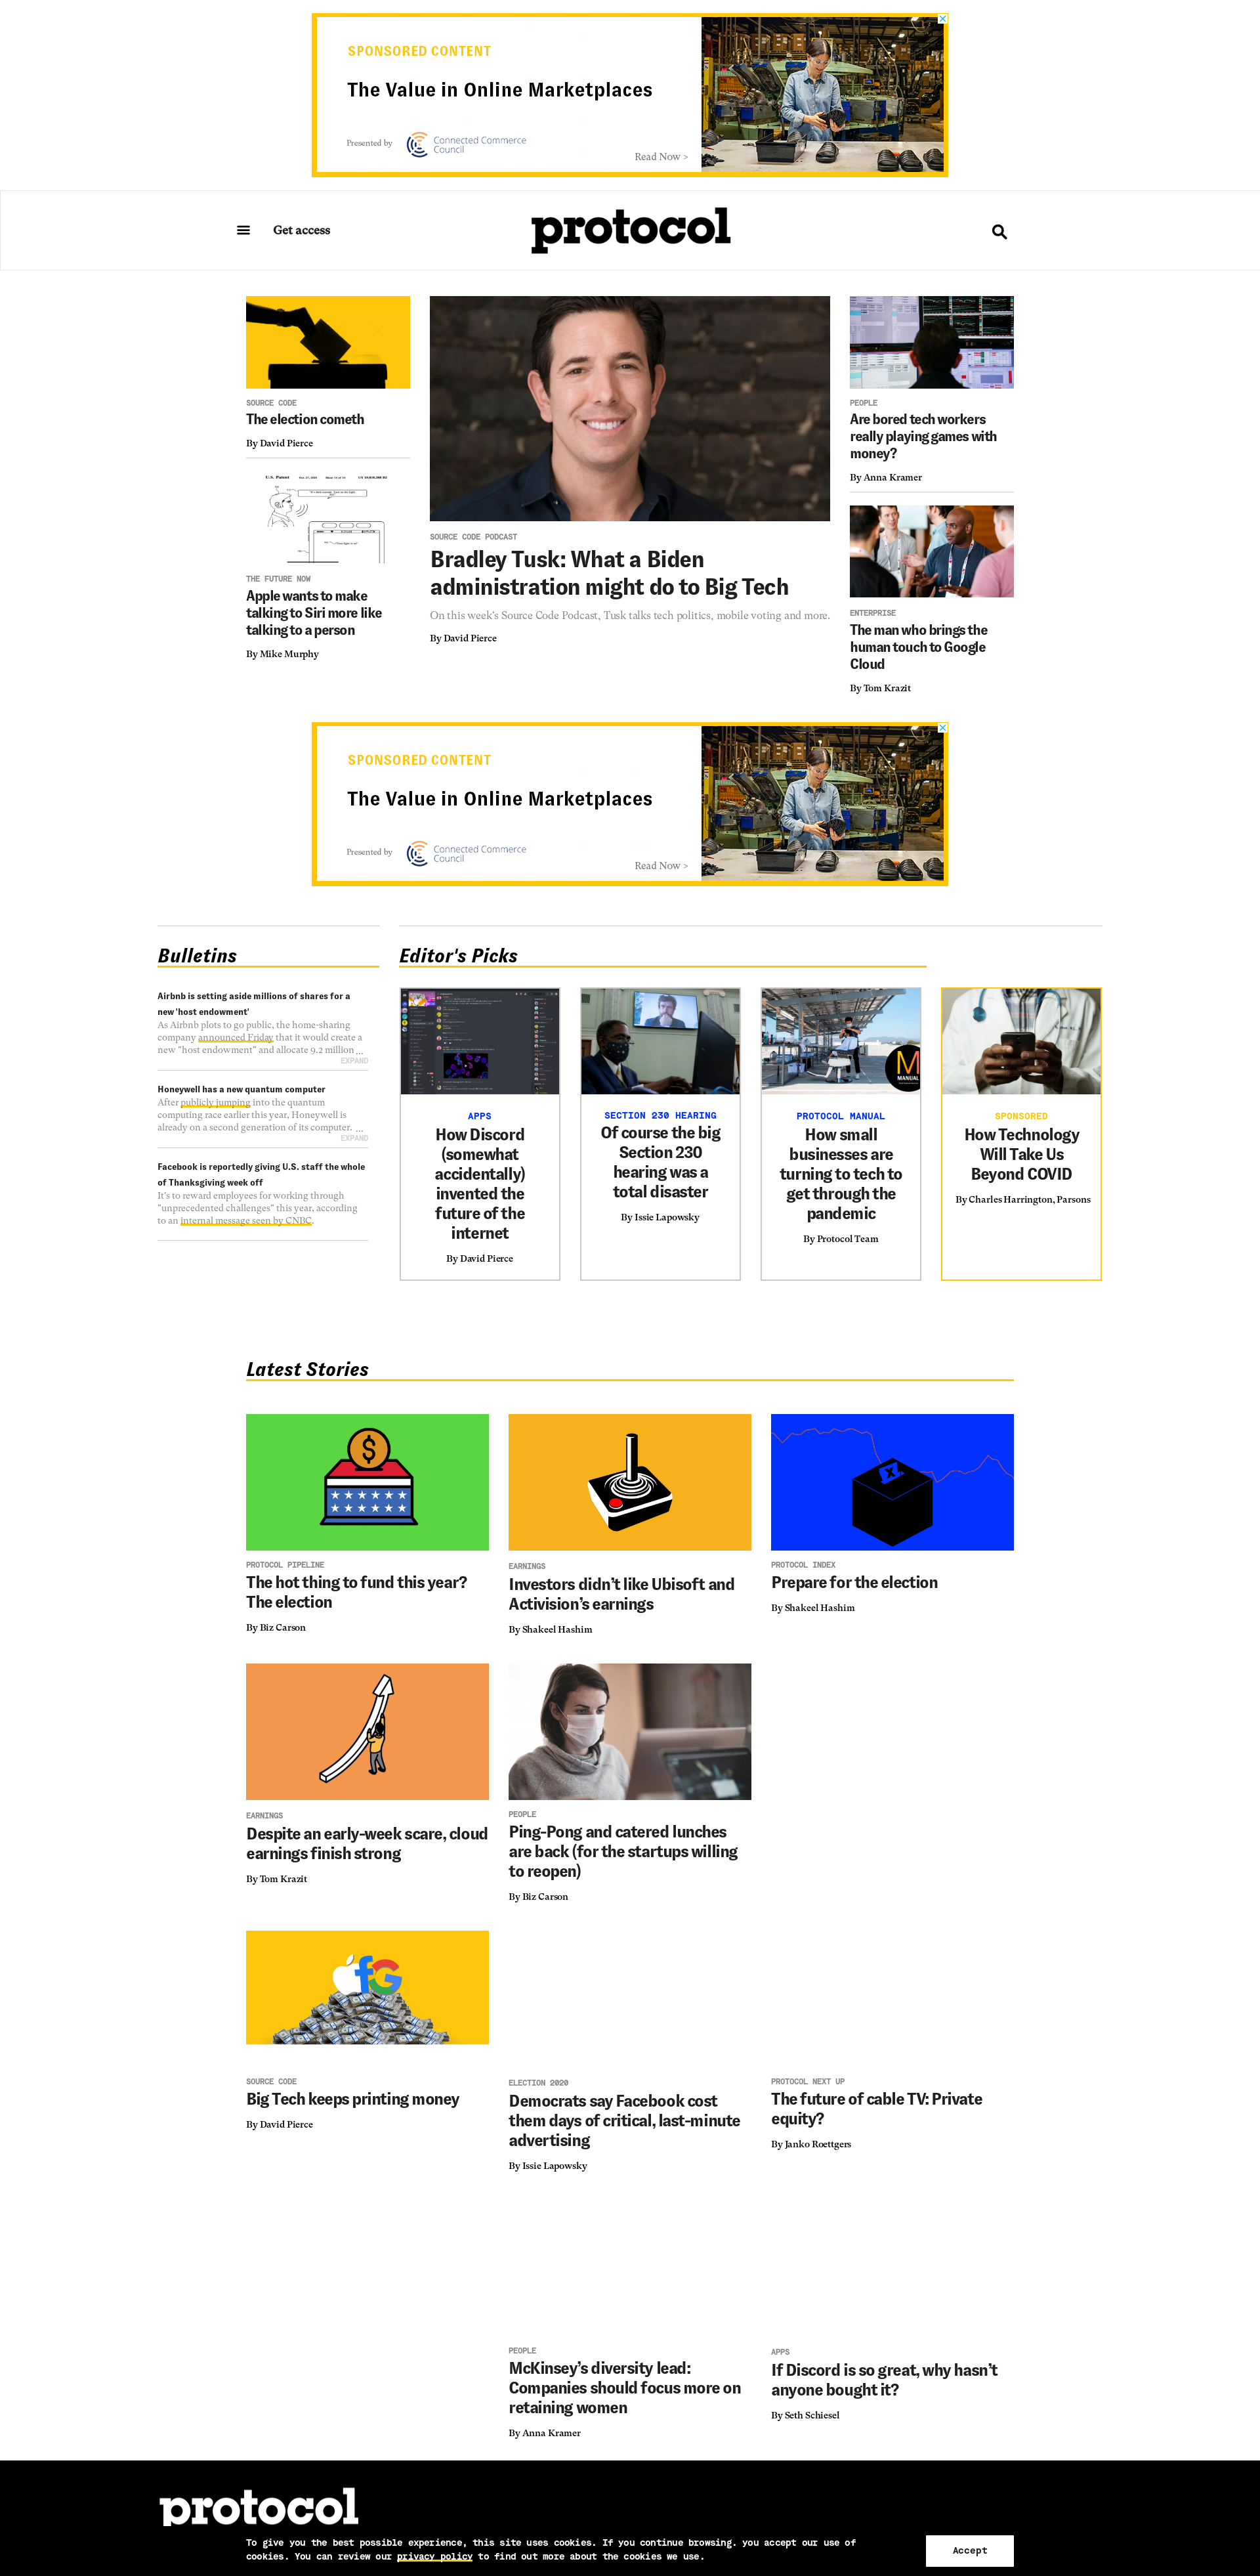 SPONSORED CONTENT
The Value in Online Marketplaces
Presented by
Connected Commerce
Council
Read Now >
Get access
protocol
SOURCE CODE
The election cometh
By David Pierce
THE FUTURE NOW
Apple wants to make
talking to Siri more like
talking to a person
By Mike Murphy
SOURCE CODE PODCAST
Bradley Tusk: What a Biden
administration might do to Big Tech
On this week's Source Code Podcast, Tusk talks tech politics, mobile voting and more.
By David Pierce
PEOPLE
Are bored tech workers
really playing games with
money?
By Anna Kramer
ENTERPRISE
The man who brings the
human touch to Google
Cloud
By Tom Krazit
SPONSORED CONTENT
The Value in Online Marketplaces
Presented by
Connected Commerce
Council
Read Now >
Bulletins
Airbnb is setting aside millions of shares for a
new 'host endowment'
As Airbnb plots to go public, the home-sharing
company announced Friday that it would create a
new "host endowment" and allocate 9.2 million ...
EXPAND
Honeywell has a new quantum computer
After publicly jumping into the quantum
computing race earlier this year, Honeywell is
already on a second generation of its computer. ...
EXPAND
Facebook is reportedly giving U.S. staff the whole
of Thanksgiving week off
It's to reward employees for working through
"unprecedented challenges" this year, according
to an internal message seen by CNBC.
Editor's Picks
APPS
How Discord
(somewhat
accidentally)
invented the
future of the
internet
By David Pierce
SECTION 230 HEARING
Of course the big
Section 230
hearing was a
total disaster
By Issie Lapowsky
M
MANUAL
PROTOCOL MANUAL
How small
businesses are
turning to tech to
get through the
pandemic
By Protocol Team
SPONSORED
How Technology
Will Take Us
Beyond COVID
By Charles Harrington, Parsons
Latest Stories
PROTOCOL PIPELINE
The hot thing to fund this year?
The election
By Biz Carson
EARNINGS
Investors didn't like Ubisoft and
Activision's earnings
By Shakeel Hashim
PROTOCOL INDEX
Prepare for the election
By Shakeel Hashim
EARNINGS
Despite an early-week scare, cloud
earnings finish strong
By Tom Krazit
PEOPLE
Ping-Pong and catered lunches
are back (for the startups willing
to reopen)
By Biz Carson
SOURCE CODE
Big Tech keeps printing money
By David Pierce
ELECTION 2020
Democrats say Facebook cost
them days of critical, last-minute
advertising
By Issie Lapowsky
PROTOCOL NEXT UP
The future of cable TV: Private
equity?
By Janko Roettgers
PEOPLE
McKinsey's diversity lead:
Companies should focus more on
retaining women
By Anna Kramer
APPS
If Discord is so great, why hasn't
anyone bought it?
By Seth Schiesel
protocol
To give you the best possible experience, this site uses cookies. If you continue browsing. you accept our use of
cookies. You can review our privacy policy to find out more about the cookies we use.
Accept